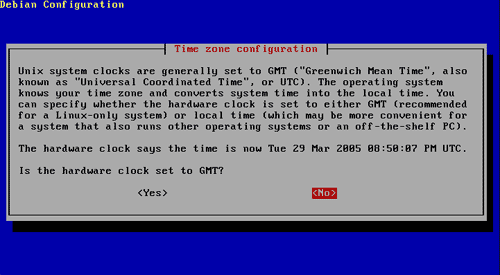 Debian Configuration
Time zone configuration
Unix system clocks are generally set to GMT ("Greenwich Mean Time", also
known as "Universal Coordinated Time", or UTC). The operating system
knows your time zone and converts system time into the local time. You
can specify whether the hardware clock is set to either GMT (recommended
for a Linux-only system) or local time (which may be more convenient for
a system that also runs other operating systems or an off-the-shelf PC).
The hardware clock says the time is now Tue 29 Mar 2005 08:50:07 PM UTC.
Is the hardware clock set to GMT?
<Yes> <No>